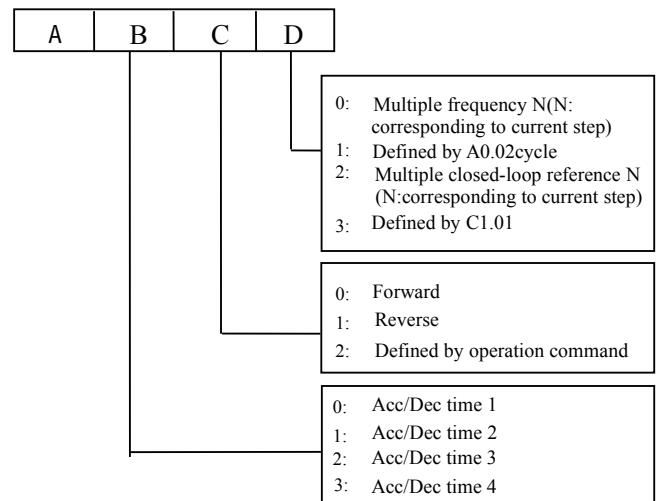 A B C D
0: Multiple frequency N(N:
corresponding to current step)
1: Defined by A0.02cycle
2: Multiple closed-loop reference N
(N:corresponding to current step)
3: Defined by C1.01
0: Forward
1: Reverse
2: Defined by operation command
0: Acc/Dec time 1
1: Acc/Dec time 2
2: Acc/Dec time 3
3: Acc/Dec time 4